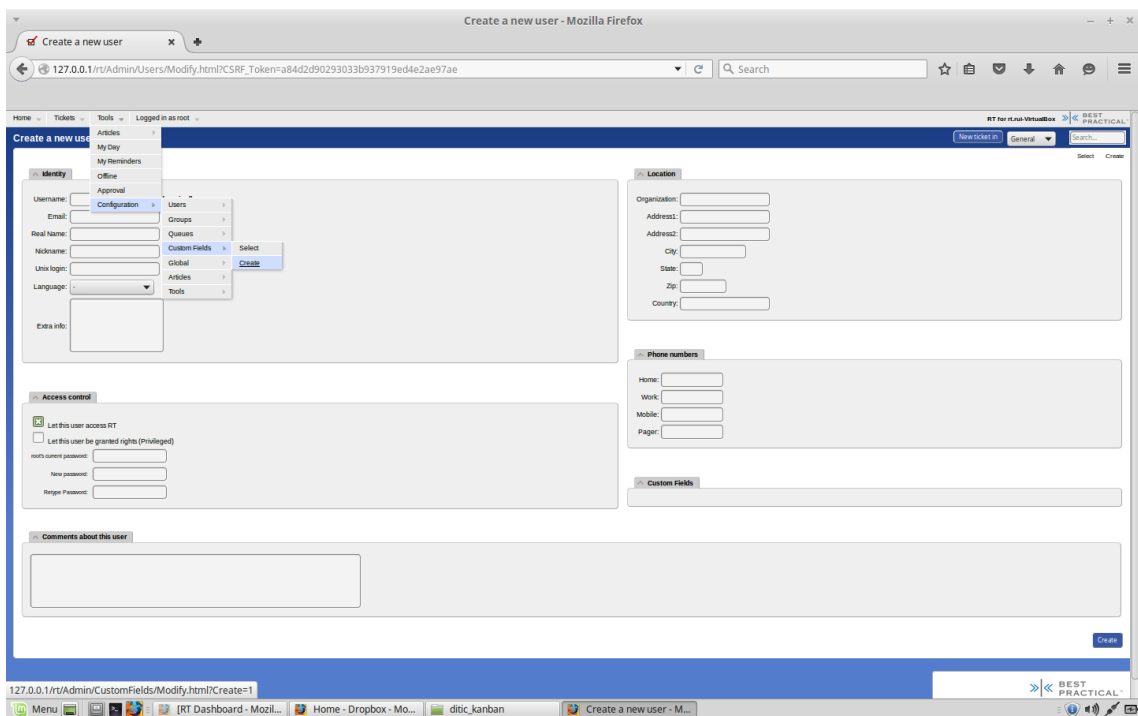 Create a new user - Mozilla Firefox
Create a new user
127.0.0.1/rt/Admin/Users/Modify.html?CSRF_Token=a84d2d90293033b937919ed4e2ae97ae
Search
Home Tickets Tools Logged in as root
RT for rt.rui-VirtualBox BEST PRACTICAL
Create a new use
New ticket in General Search...
Select Create
Articles
My Day
My Reminders
Offline
Approval
Configuration
Users
Groups
Queues
Custom Fields
Global
Articles
Tools
Select
Create
Identity
Username:
Email:
Real Name:
Nickname:
Unix login:
Language: -
Extra info:
Access control
Let this user access RT
Let this user be granted rights (Privileged)
root's current password:
New password:
Retype Password:
Comments about this user
Location
Organization:
Address1:
Address2:
City:
State:
Zip:
Country:
Phone numbers
Home:
Work:
Mobile:
Pager:
Custom Fields
Create
BEST PRACTICAL
127.0.0.1/rt/Admin/CustomFields/Modify.html?Create=1
Menu [RT Dashboard - Mozil... Home - Dropbox - Mo... ditic_kanban Create a new user - M...